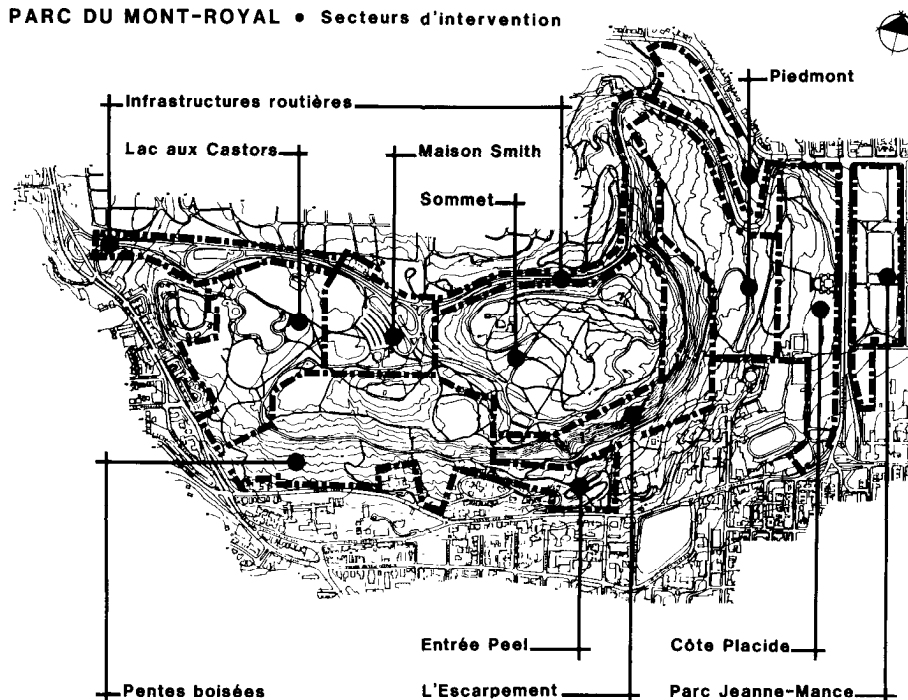 PARC DU MONT-ROYAL • Secteurs d'intervention
Piedmont
Infrastructures routières
Lac aux Castors
Maison Smith
Sommet
Entrée Peel
Côte Placide
Pentes boisées
L'Escarpement
Parc Jeanne-Mance